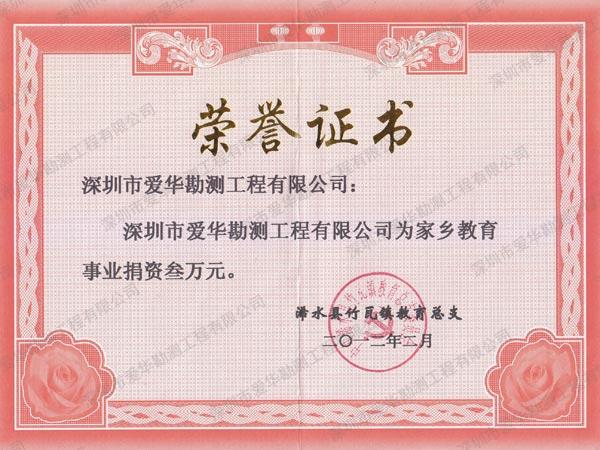 荣誉证书
深圳市爱华勘测工程有限公司：
深圳市爱华勘测工程有限公司为家乡教育
事业捐资叁万元。
浠水县竹瓦镇教育总支
二〇一二年二月
深圳市爱华勘测工程有限公司